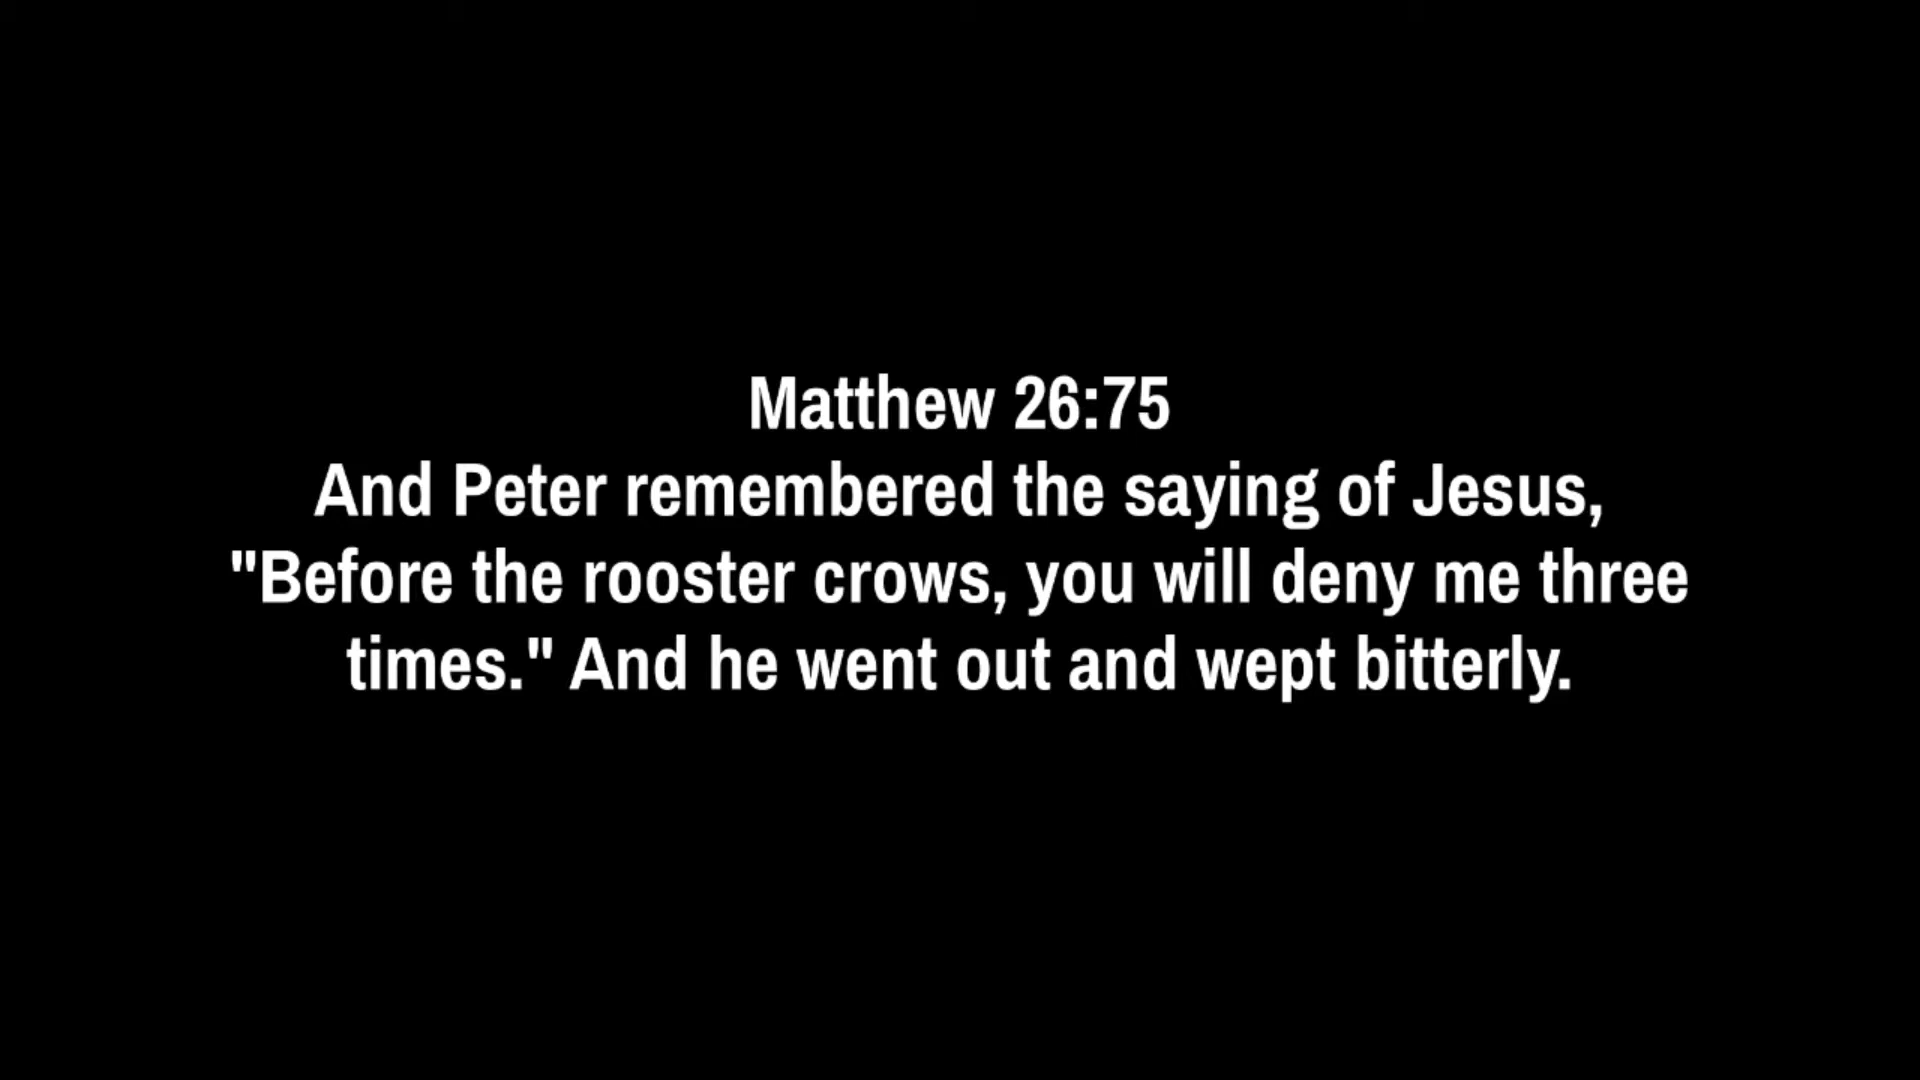 Matthew 26:75
And Peter remembered the saying of Jesus,
"Before the rooster crows, you will deny me three
times." And he went out and wept bitterly.